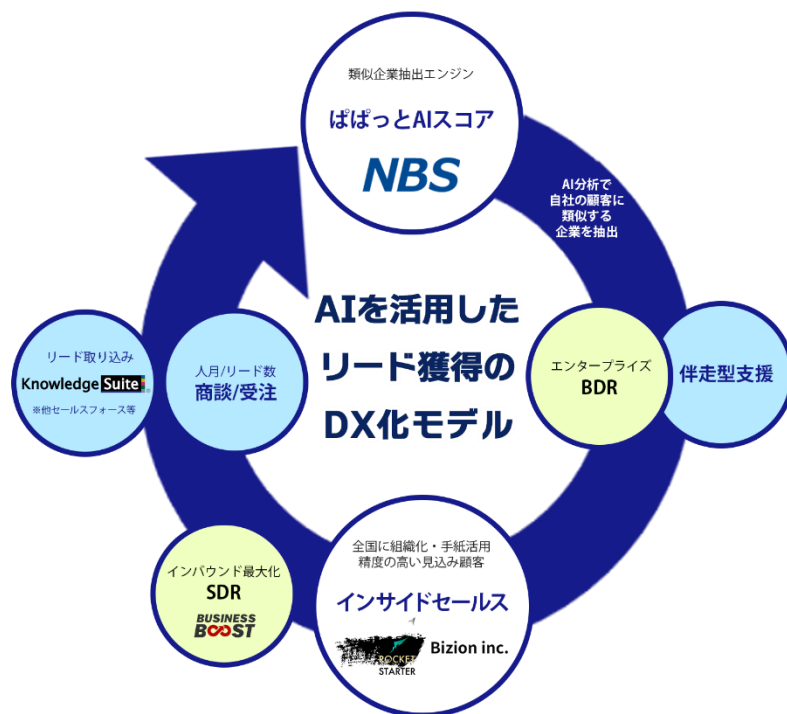 類似企業抽出エンジン
ぱぱっとAIスコア
NBS
AI分析で
自社の顧客に
類似する
企業を抽出
AIを活用した
リード獲得の
DX化モデル
エンタープライズ
BDR
伴走型支援
リード取り込み
Knowledge Suite
※他セールスフォース等
人月/リード数
商談/受注
全国に組織化・手紙活用
精度の高い見込み顧客
インサイドセールス
ROCKET
STARTER
Bizion inc.
インバウンド最大化
SDR
BUSINESS
BOOST